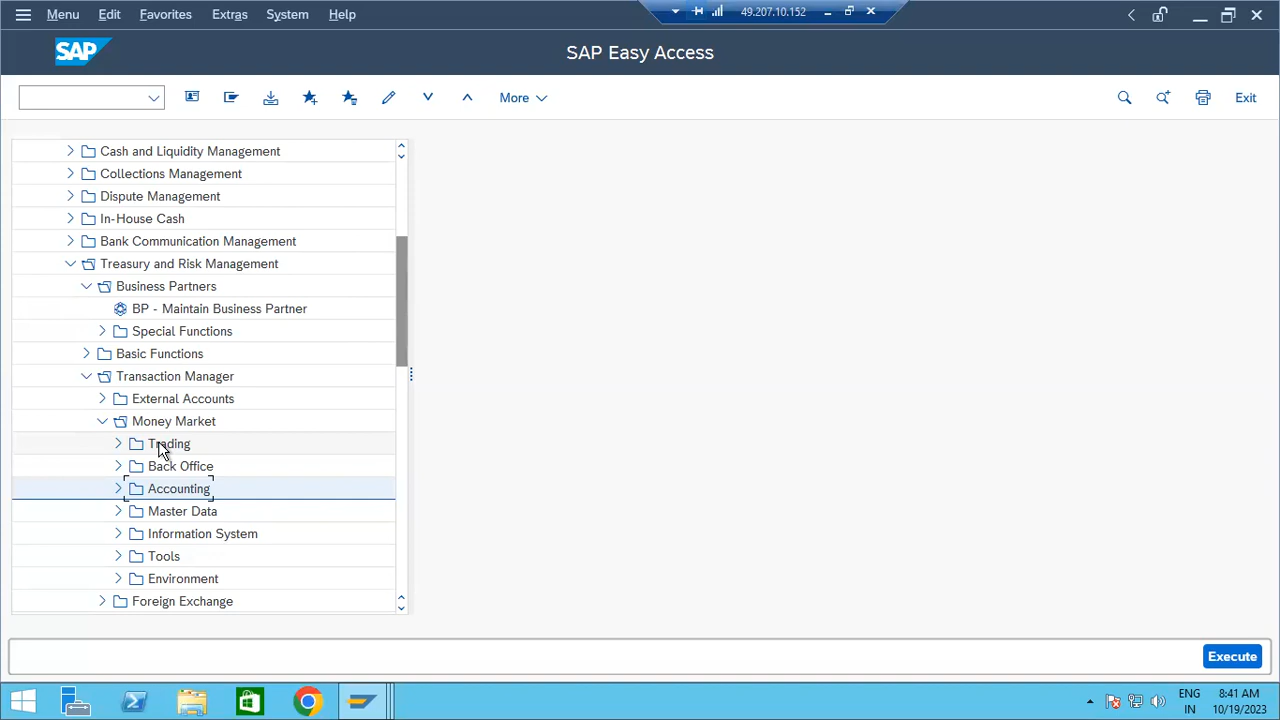 Menu Edit Favorites Extras System Help
49.207.10.152
SAP
SAP Easy Access
More
Exit
Cash and Liquidity Management
Collections Management
Dispute Management
In-House Cash
Bank Communication Management
Treasury and Risk Management
Business Partners
BP - Maintain Business Partner
Special Functions
Basic Functions
Transaction Manager
External Accounts
Money Market
Trading
Back Office
Accounting
Master Data
Information System
Tools
Environment
Foreign Exchange
Execute
ENG 8:41 AM
IN 10/19/2023